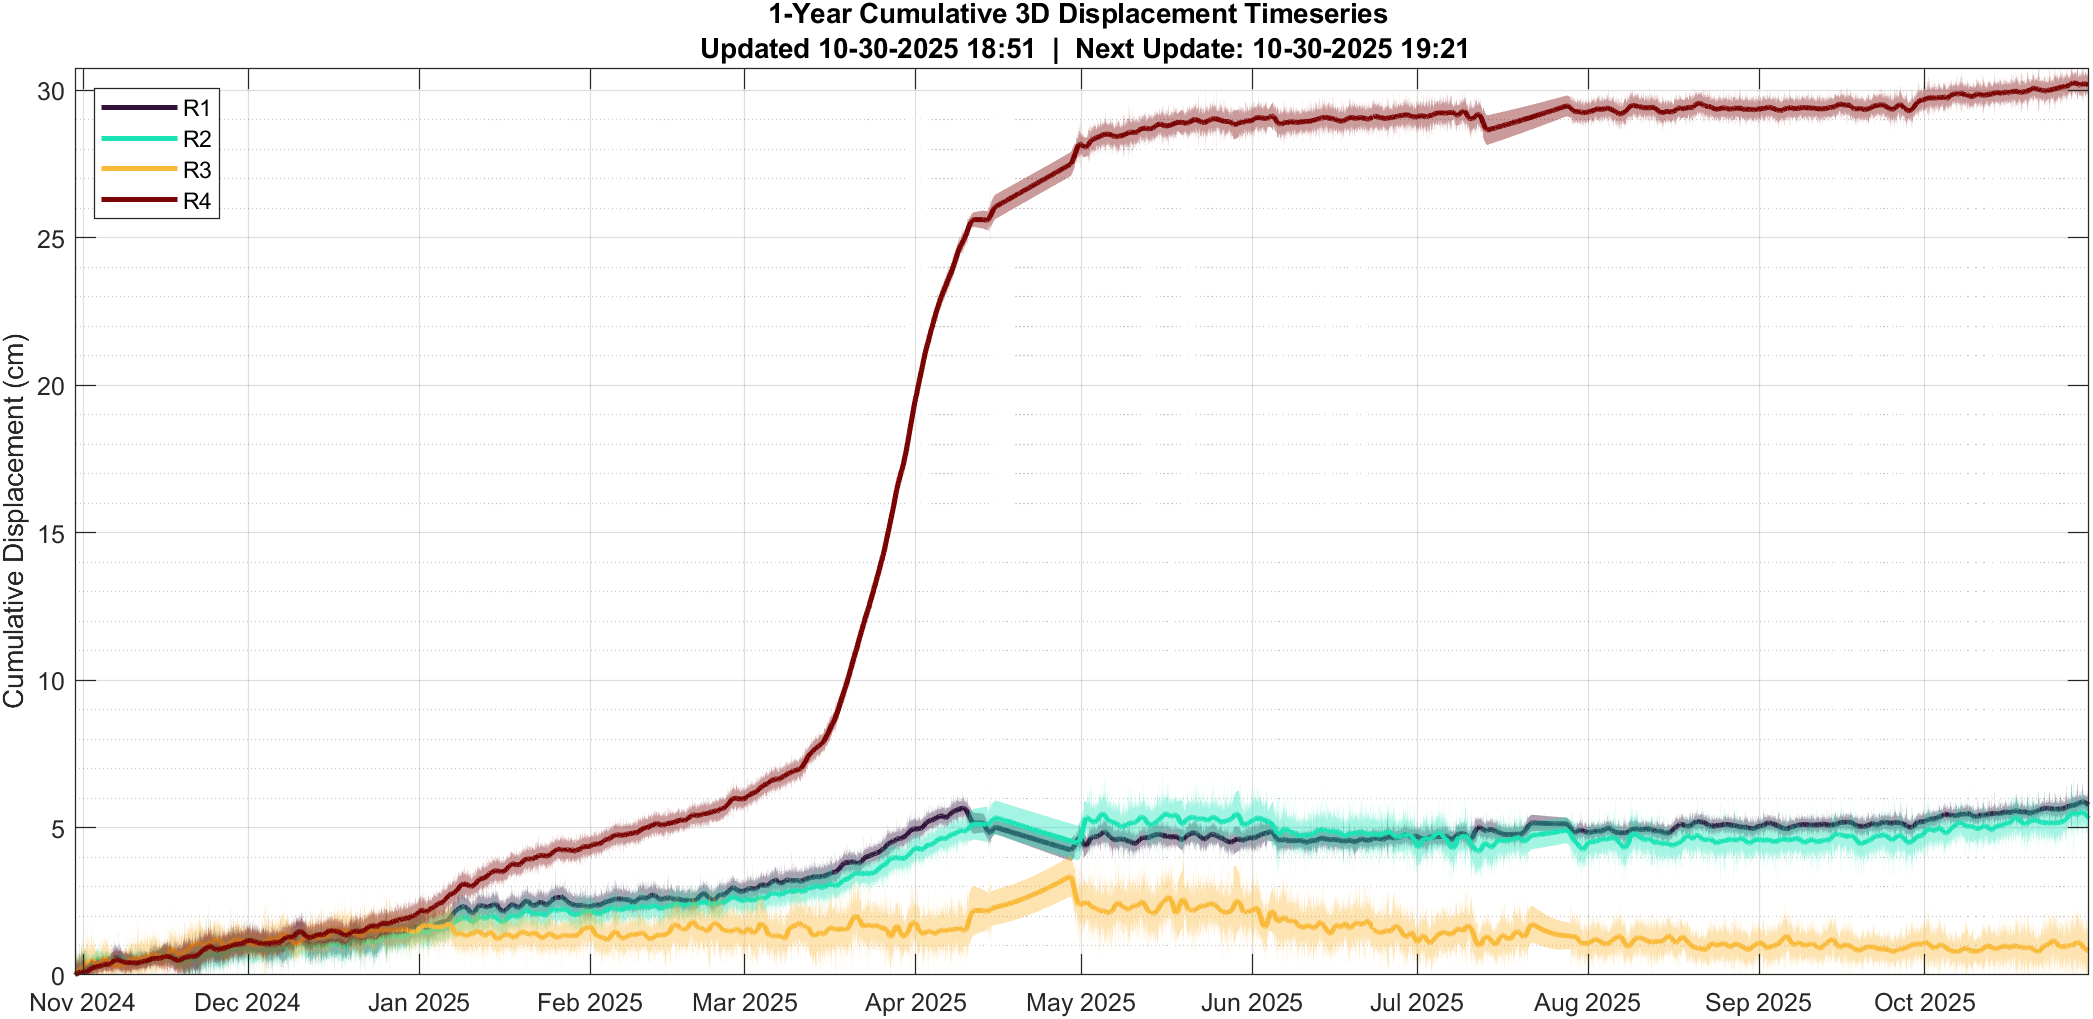 1-Year Cumulative 3D Displacement Timeseries
Updated 10-30-2025 18:51 | Next Update: 10-30-2025 19:21
R1
R2
R3
R4
Cumulative Displacement (cm)
30
25
20
15
10
5
0
Nov 2024 Dec 2024 Jan 2025 Feb 2025 Mar 2025 Apr 2025 May 2025 Jun 2025 Jul 2025 Aug 2025 Sep 2025 Oct 2025